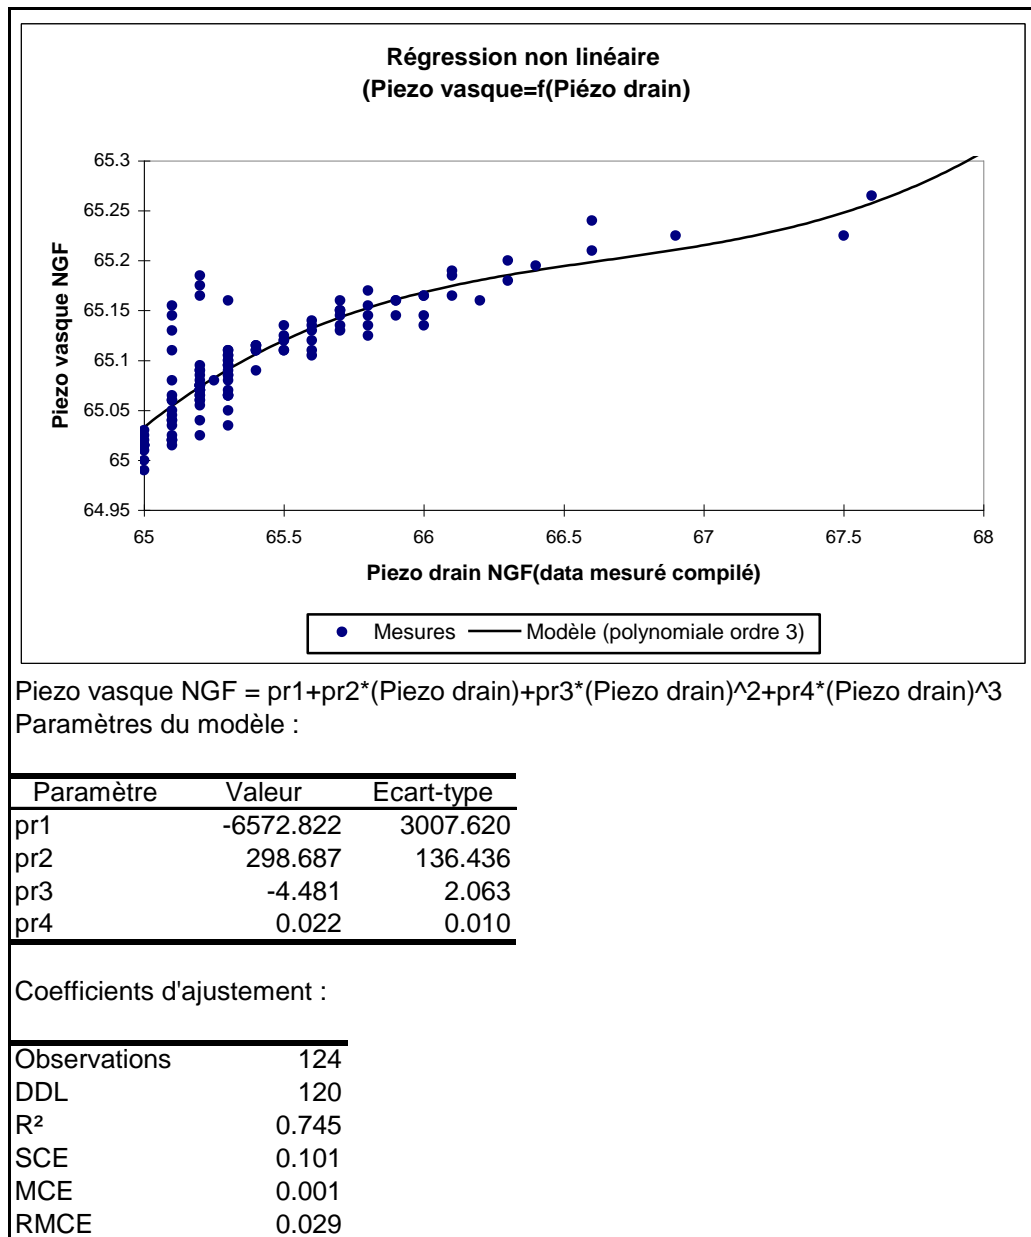 Régression non linéaire
(Piezo vasque=f(Piézo drain)
65.3
65.25
65.2
65.15
65.1
65.05
65
64.95
Piezo vasque NGF
65 65.5 66 66.5 67 67.5 68
Piezo drain NGF(data mesuré compilé)
Mesures Modèle (polynomiale ordre 3)
Piezo vasque NGF = pr1+pr2*(Piezo drain)+pr3*(Piezo drain)^2+pr4*(Piezo drain)^3
Paramètres du modèle :
Paramètre Valeur Ecart-type
pr1 -6572.822 3007.620
pr2 298.687 136.436
pr3 -4.481 2.063
pr4 0.022 0.010
Coefficients d'ajustement :
Observations 124
DDL 120
R² 0.745
SCE 0.101
MCE 0.001
RMCE 0.029